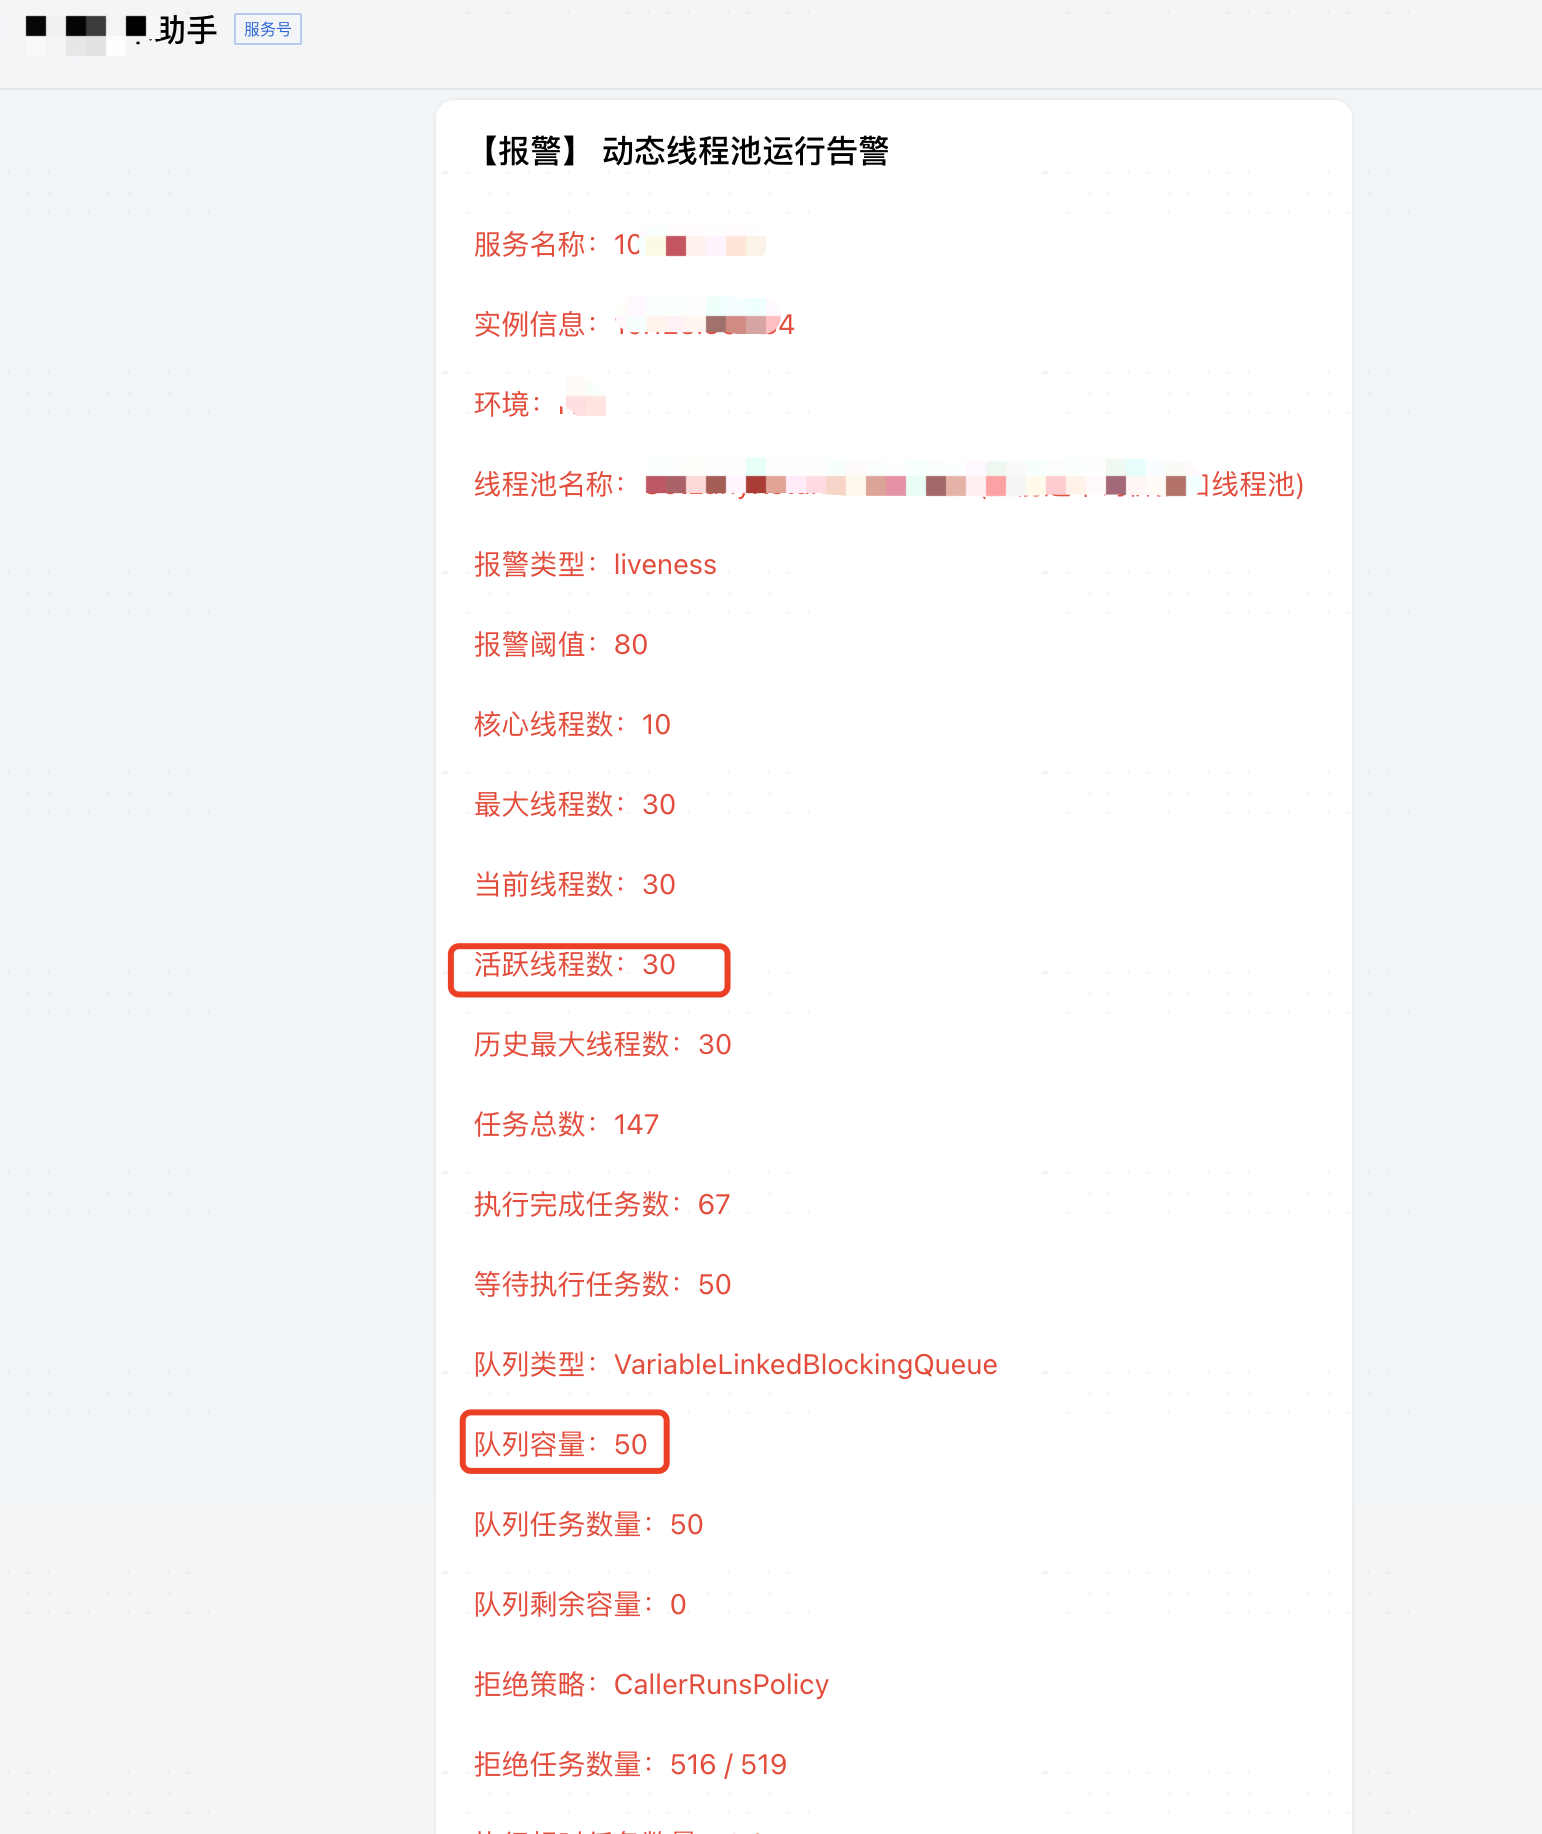 助手 服务号
【报警】 动态线程池运行告警
服务名称：10
实例信息：4
环境：
线程池名称：线程池)
报警类型：liveness
报警阈值：80
核心线程数：10
最大线程数：30
当前线程数：30
活跃线程数：30
历史最大线程数：30
任务总数：147
执行完成任务数：67
等待执行任务数：50
队列类型：VariableLinkedBlockingQueue
队列容量：50
队列任务数量：50
队列剩余容量：0
拒绝策略：CallerRunsPolicy
拒绝任务数量：516 / 519